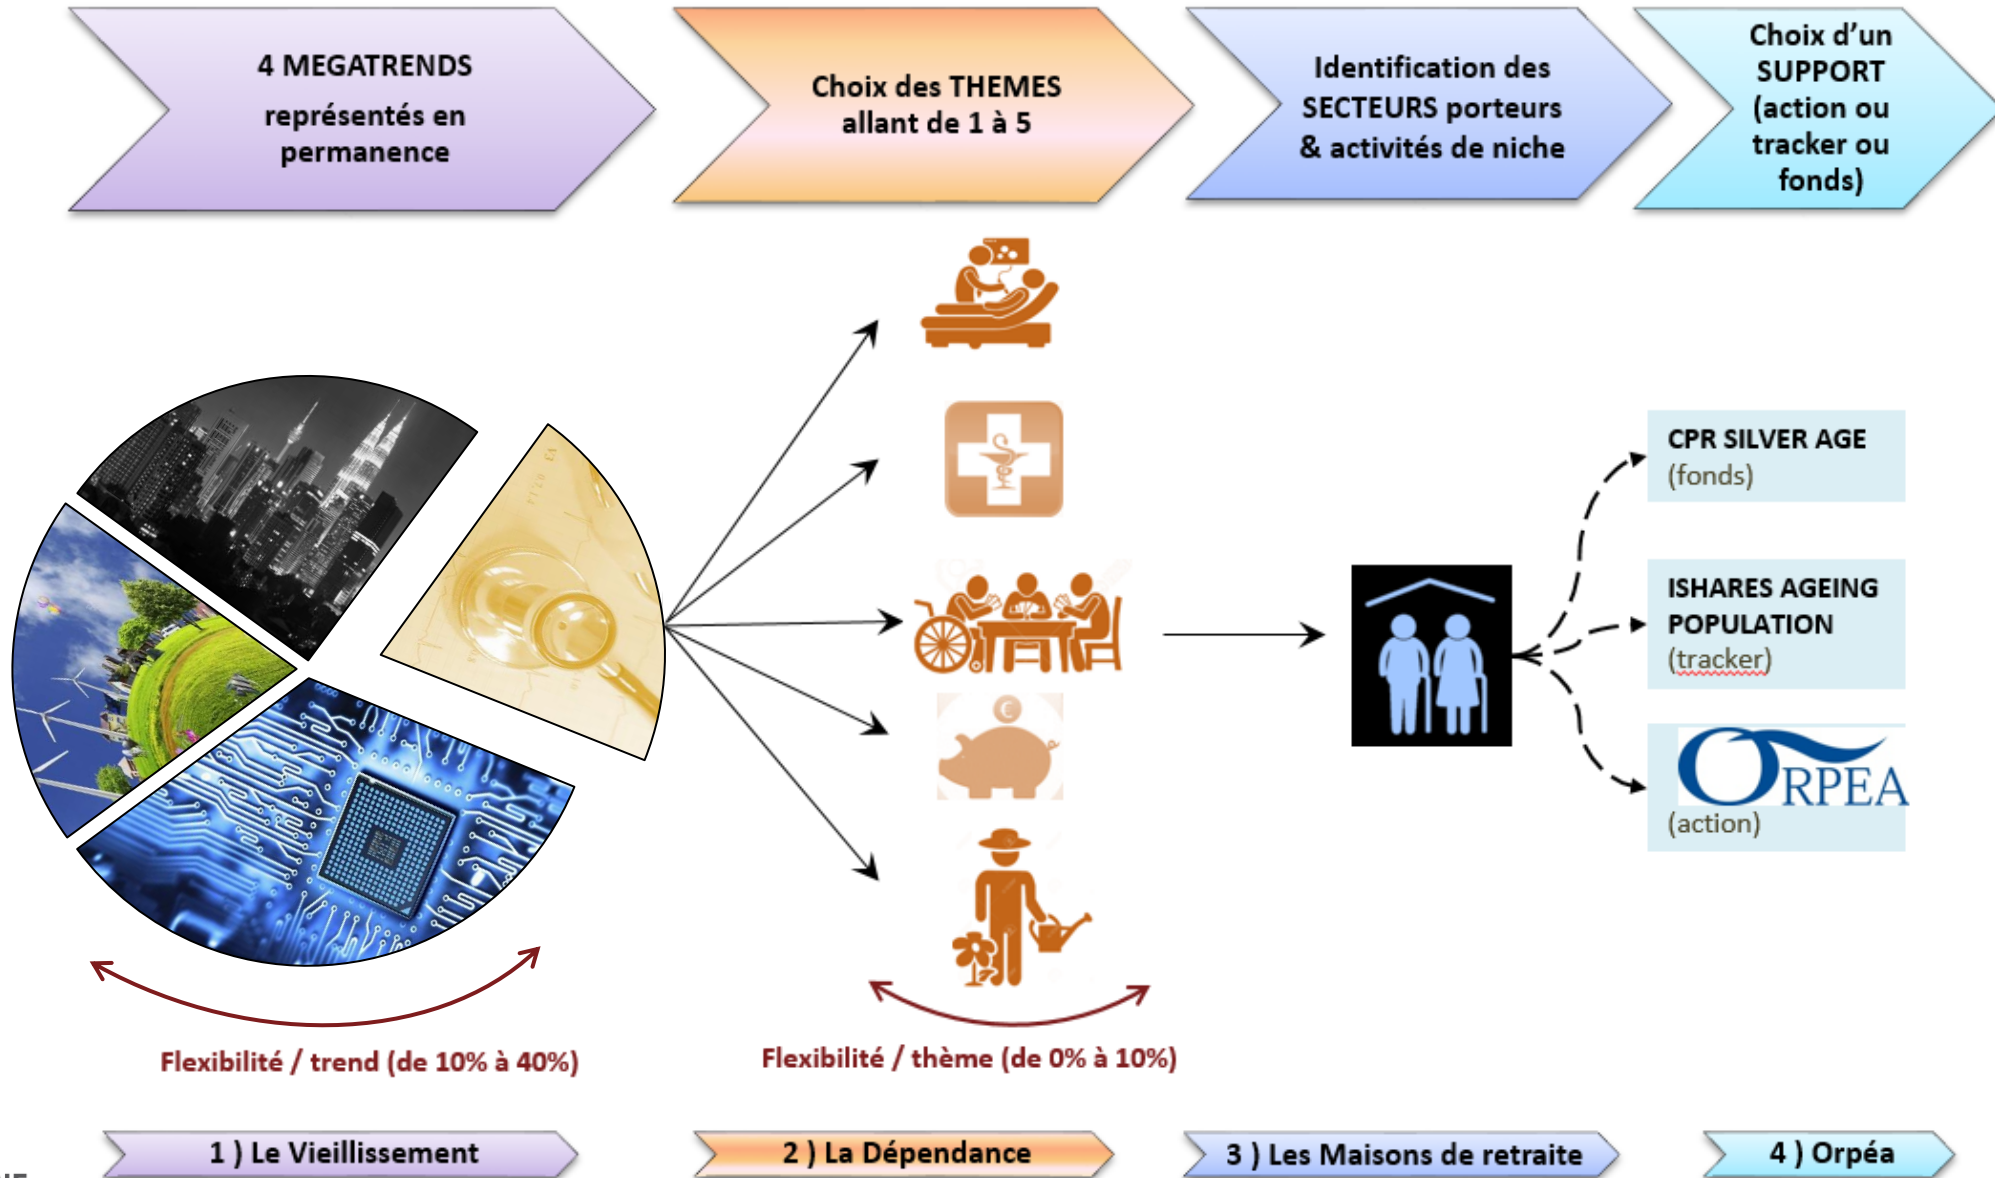 4 MEGATRENDS
représentés en
permanence
Choix des THEMES
allant de 1 à 5
Identification des
SECTEURS porteurs
& activités de niche
Choix d’un
SUPPORT
(action ou
tracker ou
fonds)
CPR SILVER AGE
(fonds)
ISHARES AGEING
POPULATION
(tracker)
ORPEA
(action)
Flexibilité / trend (de 10% à 40%)
Flexibilité / thème (de 0% à 10%)
1 ) Le Vieillissement
2 ) La Dépendance
3 ) Les Maisons de retraite
4 ) Orpéa